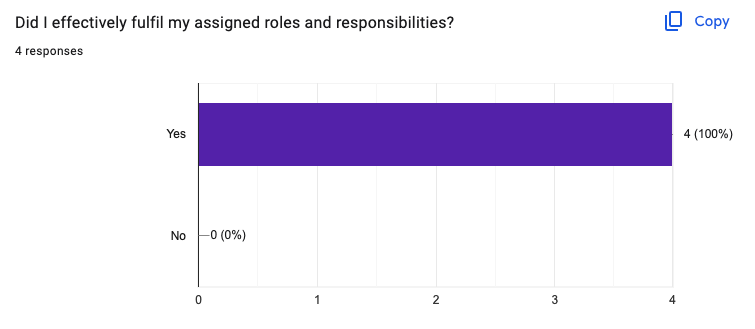 Did I effectively fulfil my assigned roles and responsibilities?
Copy
4 responses
Yes
4 (100%)
No
0 (0%)
0
1
2
3
4